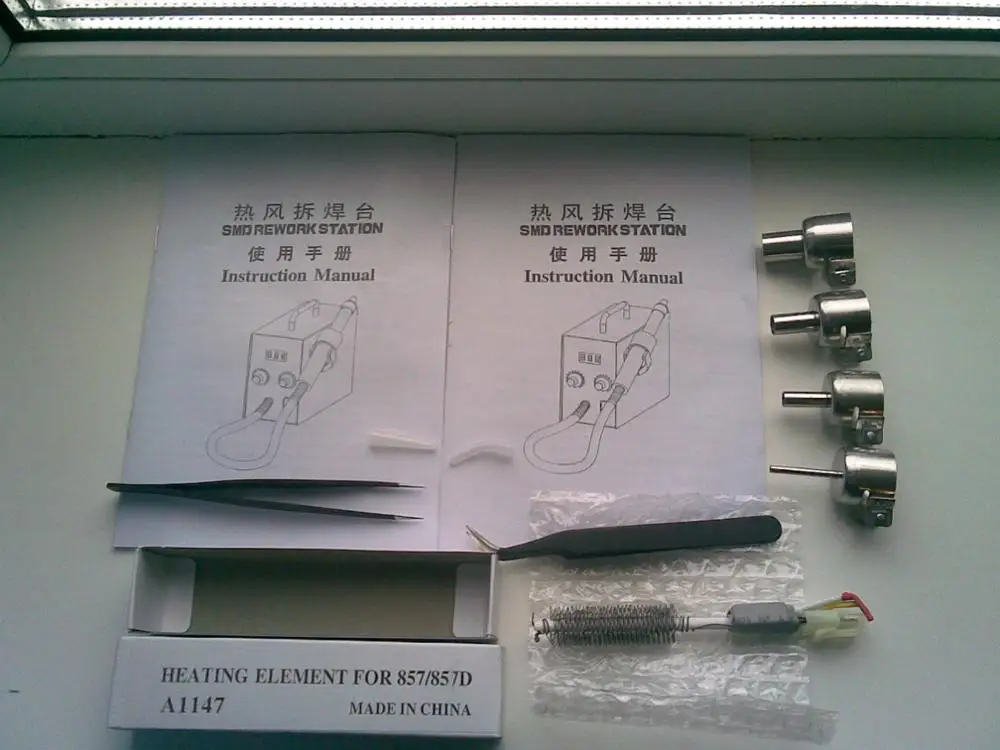 热风拆焊台
SMD REWORK STATION
使用手册
Instruction Manual
热风拆焊台
SMD REWORK STATION
使用手册
Instruction Manual
HEATING ELEMENT FOR 857/857D
A1147
MADE IN CHINA